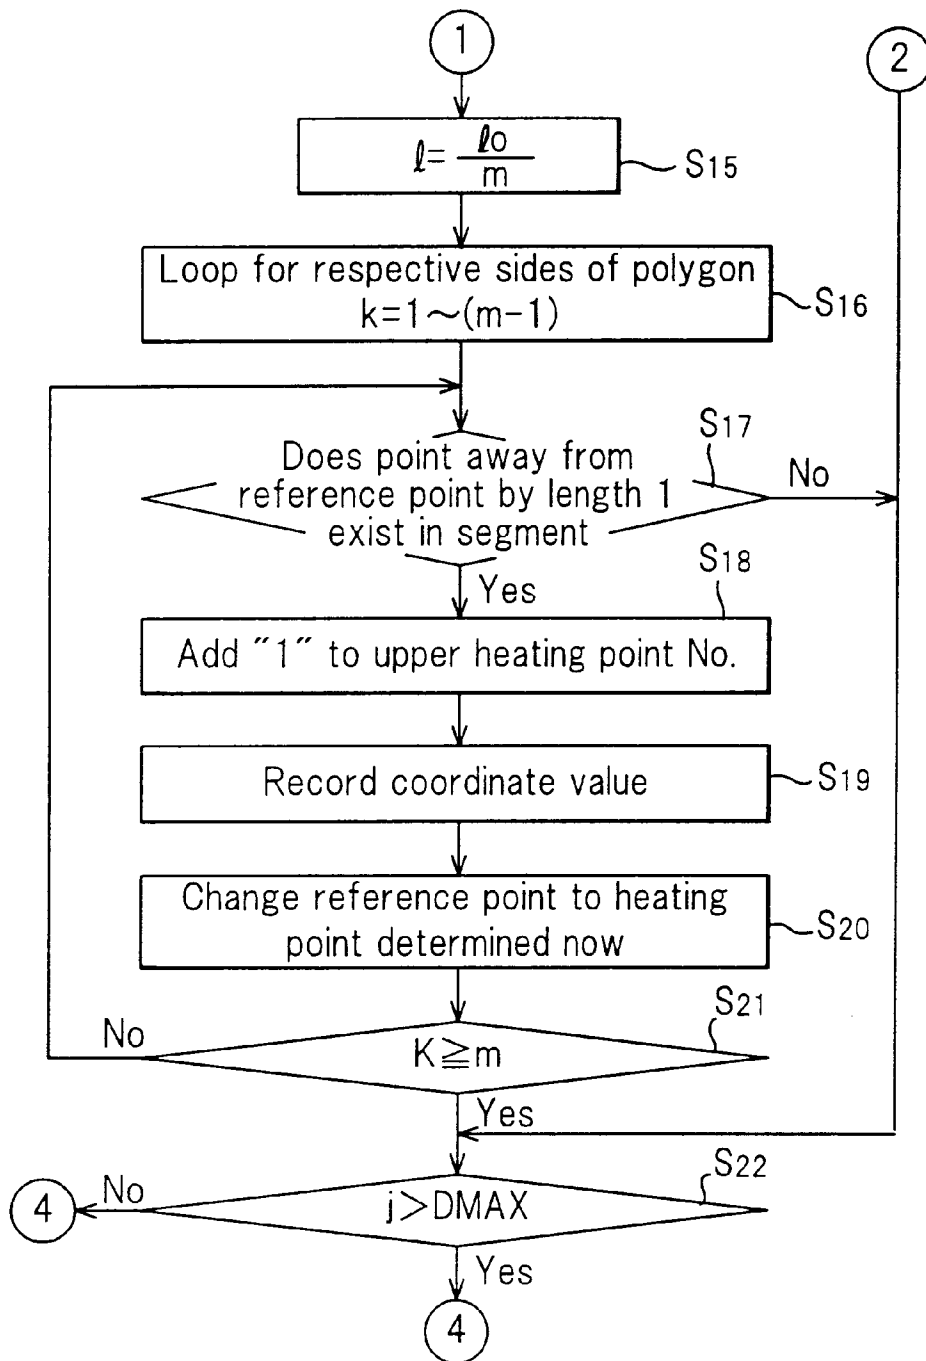 1
2
ℓ= ℓo
m
S15
Loop for respective sides of polygon
k=1～(m-1)
S16
S17
Does point away from
reference point by length 1
exist in segment
No
Yes
S18
Add "1" to upper heating point No.
Record coordinate value
S19
Change reference point to heating
point determined now
S20
S21
No
K≧m
Yes
S22
No
4
j>DMAX
Yes
4